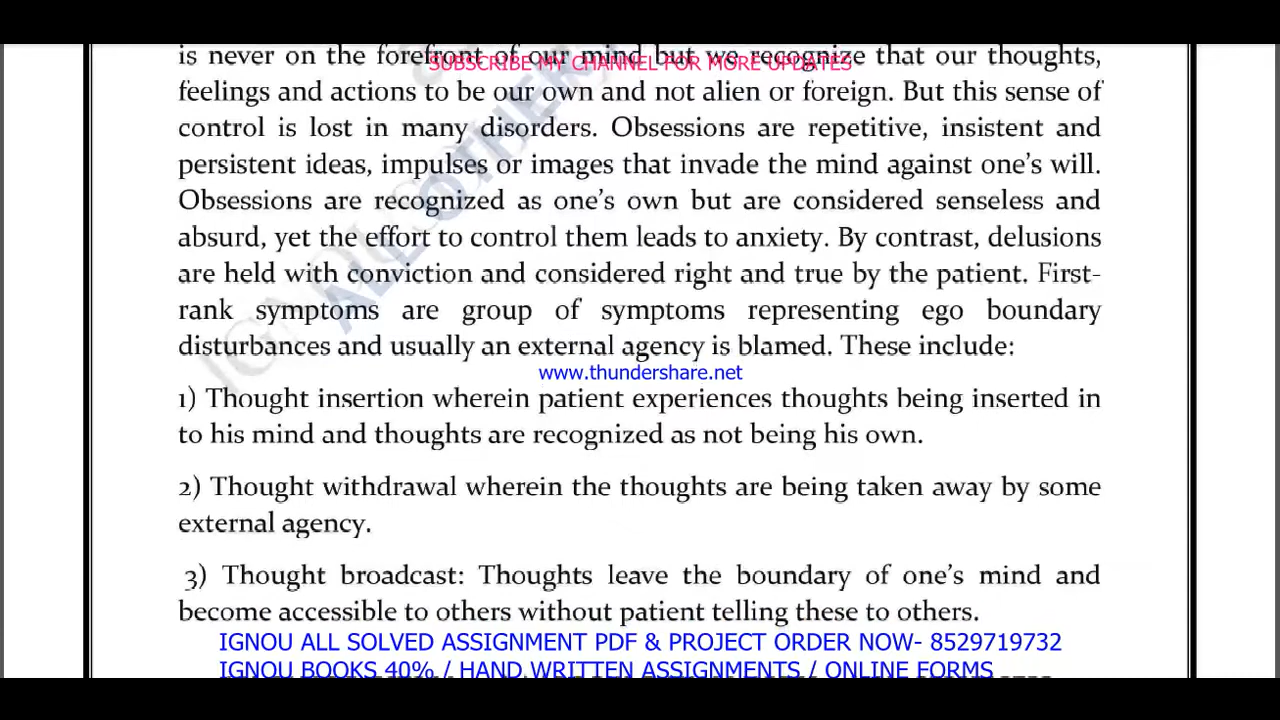 is never on the forefront of our mind but we recognize that our thoughts,
SUBSCRIBE MY CHANNEL FOR MORE UPDATES
feelings and actions to be our own and not alien or foreign. But this sense of
control is lost in many disorders. Obsessions are repetitive, insistent and
persistent ideas, impulses or images that invade the mind against one's will.
Obsessions are recognized as one's own but are considered senseless and
absurd, yet the effort to control them leads to anxiety. By contrast, delusions
are held with conviction and considered right and true by the patient. First-
rank symptoms are group of symptoms representing ego boundary
disturbances and usually an external agency is blamed. These include:
www.thundershare.net
1) Thought insertion wherein patient experiences thoughts being inserted in
to his mind and thoughts are recognized as not being his own.
2) Thought withdrawal wherein the thoughts are being taken away by some
external agency.
3) Thought broadcast: Thoughts leave the boundary of one's mind and
become accessible to others without patient telling these to others.
IGNOU ALL SOLVED ASSIGNMENT PDF & PROJECT ORDER NOW- 8529719732
IGNOU BOOKS 40% / HAND WRITTEN ASSIGNMENTS / ONLINE FORMS
ALL OTHER